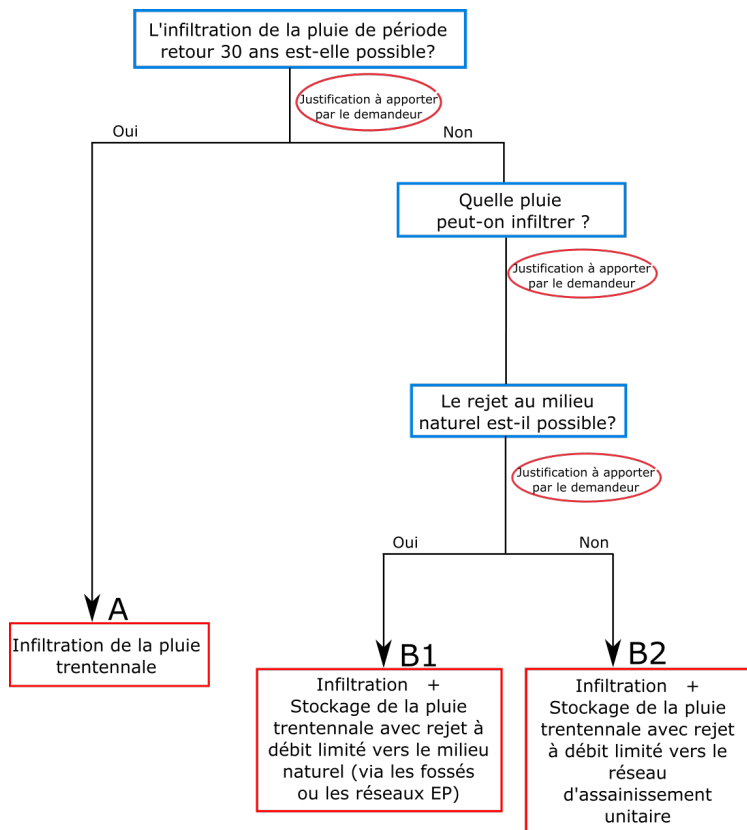 L'infiltration de la pluie de période
retour 30 ans est-elle possible?
Justification à apporter
par le demandeur
Oui
Non
Quelle pluie
peut-on infiltrer ?
Justification à apporter
par le demandeur
Le rejet au milieu
naturel est-il possible?
Justification à apporter
par le demandeur
Oui
Non
A
Infiltration de la pluie
trentennale
B1
Infiltration +
Stockage de la pluie
trentennale avec rejet à
débit limité vers le milieu
naturel (via les fossés
ou les réseaux EP)
B2
Infiltration +
Stockage de la pluie
trentennale avec rejet
à débit limité vers le
réseau
d'assainissement
unitaire